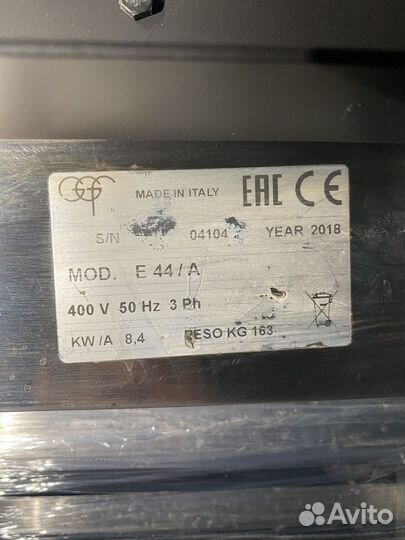 OGGF
MADE IN ITALY
EAC CE
S/N 04104 YEAR 2018
MOD. E 44/A
400 V 50 Hz 3 Ph
KW/A 8,4 PESO KG 163
Avito